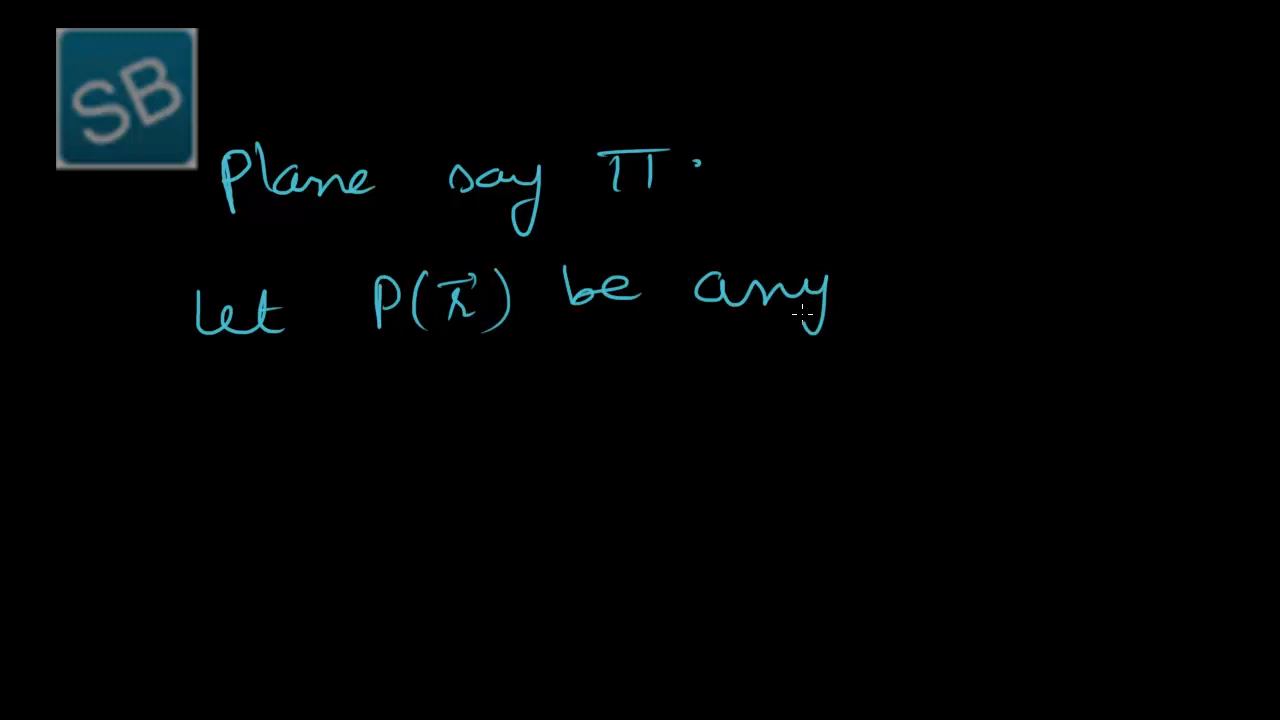 SB
Plane say π.
Let P(r⃗) be any